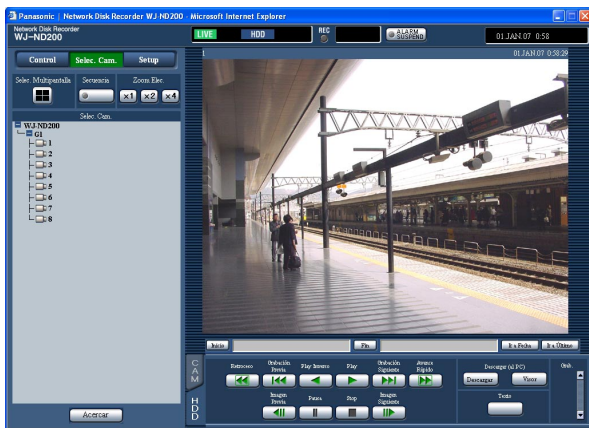 Panasonic | Network Disk Recorder WJ-ND200 - Microsoft Internet Explorer
Network Disk Recorder
WJ-ND200
LIVE HDD REC ALARM SUSPEND 01.JAN.07 0:58
Control Selec. Cam. Setup
1 01.JAN.07 0:58:29
Selec. Multipantalla Secuencia Zoom Elec.
x1 x2 x4
Selec. Cam.
WJ-ND200
G1
1
2
3
4
5
6
7
8
Acercar
Inicio Fin Ir a Fecha Ir a Último
CAM
HDD
Retroceso Grabación Previa Play Inverso Play Grabación Siguiente Avance Rápido
Imagen Previa Pausa Stop Imagen Siguiente
Descargar (al PC) Grab.
Descargar Visor
Texto